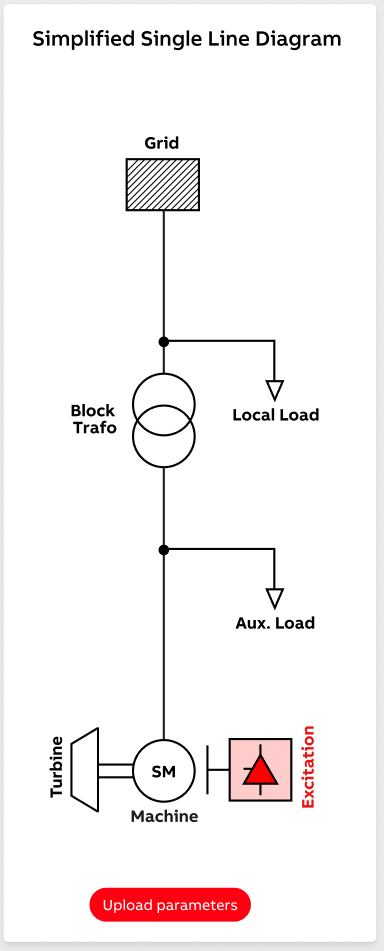 Simplified Single Line Diagram
Grid
Block
Trafo
Local Load
Aux. Load
Turbine
SM
Machine
Excitation
Upload parameters